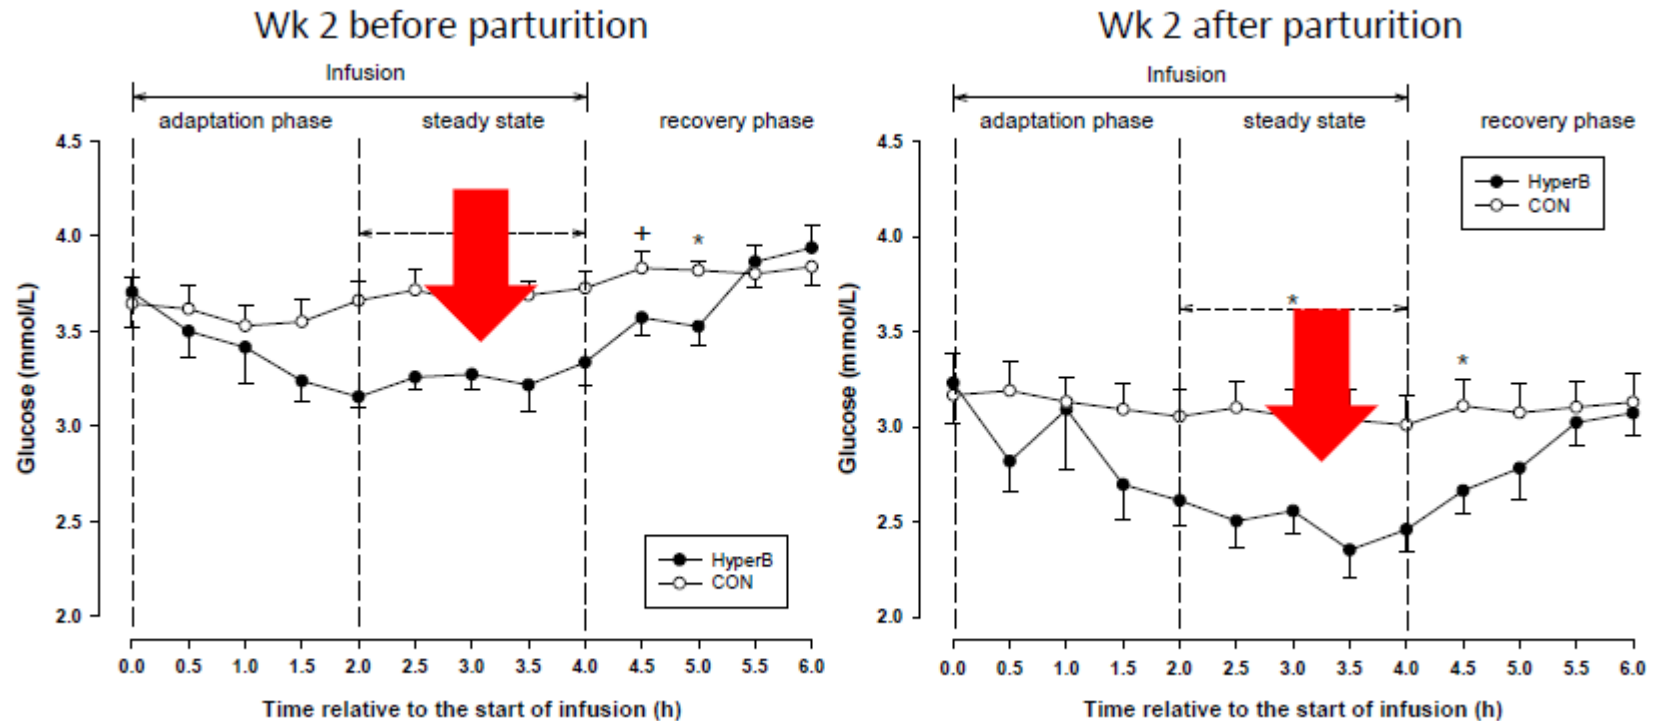 Wk 2 before parturition
Infusion
adaptation phase steady state recovery phase
4.5
4.0
3.5
3.0
2.5
2.0
Glucose (mmol/L)
+ *
HyperB
CON
0.0 0.5 1.0 1.5 2.0 2.5 3.0 3.5 4.0 4.5 5.0 5.5 6.0
Time relative to the start of infusion (h)
Wk 2 after parturition
Infusion
adaptation phase steady state recovery phase
4.5
4.0
3.5
3.0
2.5
2.0
Glucose (mmol/L)
HyperB
CON
*
*
0.0 0.5 1.0 1.5 2.0 2.5 3.0 3.5 4.0 4.5 5.0 5.5 6.0
Time relative to the start of infusion (h)